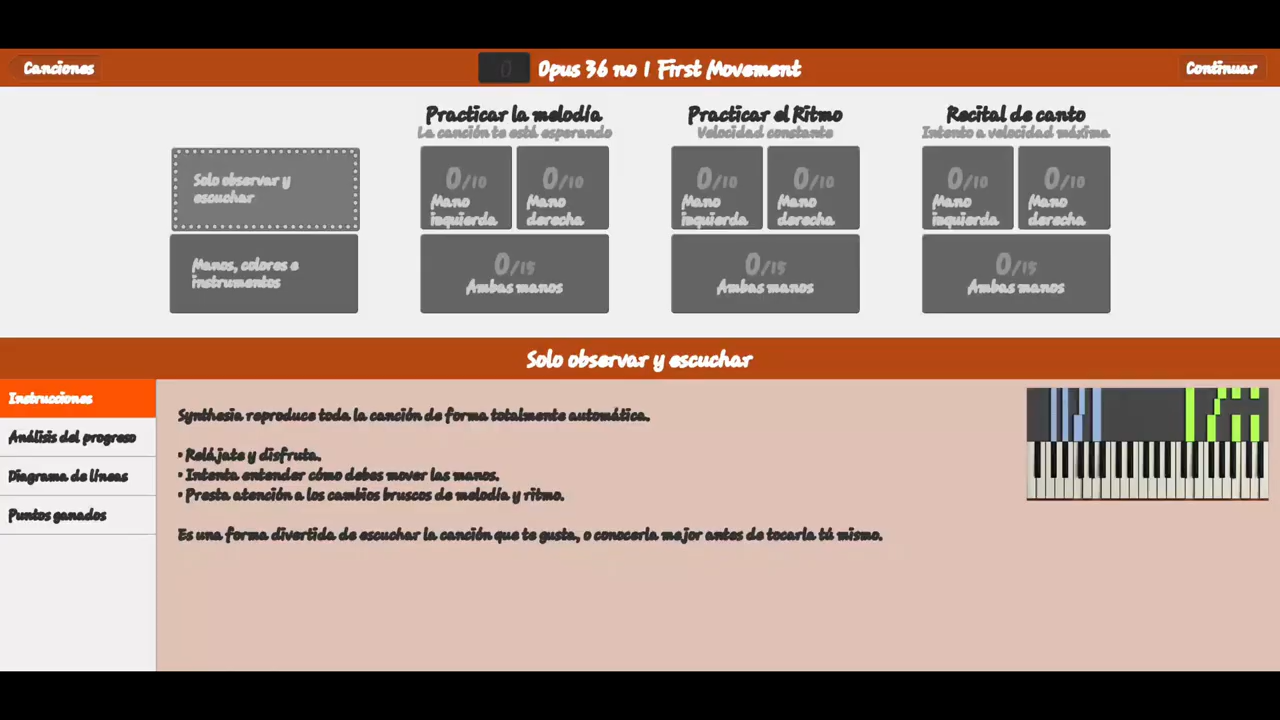 Canciones
0
Opus 36 no 1 First Movement
Continuar
Practicar la melodía
La canción te está esperando
Practicar el Ritmo
Velocidad constante
Recital de canto
Intento a velocidad máxima
Solo observar y
escuchar
0/10
Mano
izquierda
0/10
Mano
derecha
0/10
Mano
izquierda
0/10
Mano
derecha
0/10
Mano
izquierda
0/10
Mano
derecha
Manos, colores e
instrumentos
0/15
Ambas manos
0/15
Ambas manos
0/15
Ambas manos
Solo observar y escuchar
Instrucciones
Análisis del progreso
Diagrama de líneas
Puntos ganados
Synthesia reproduce toda la canción de forma totalmente automática.
• Relájate y disfruta.
• Intenta entender cómo debes mover las manos.
• Presta atención a los cambios bruscos de melodía y ritmo.
Es una forma divertida de escuchar la canción que te gusta, o conocerla mejor antes de tocarla tú mismo.